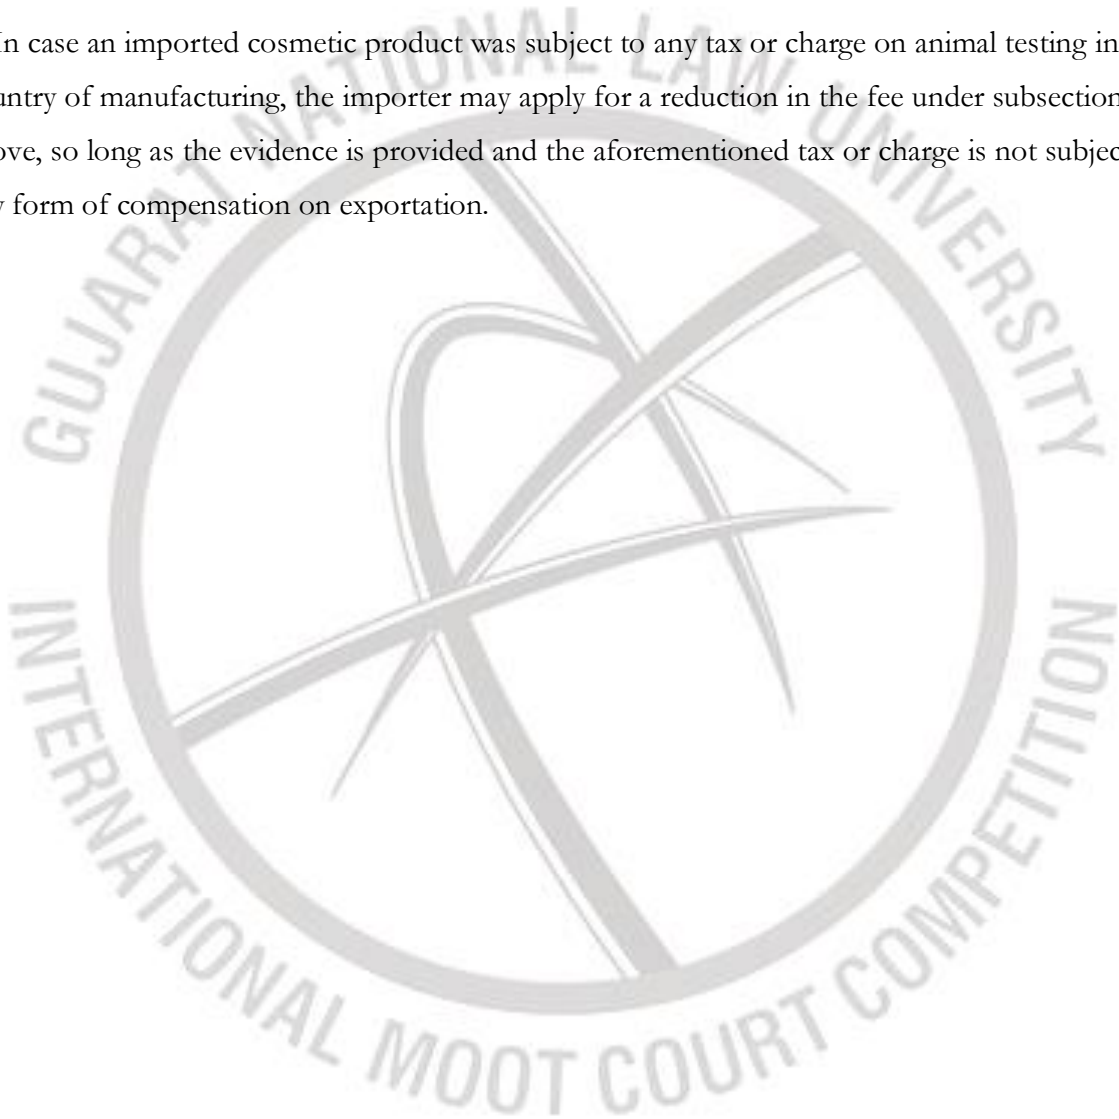 In case an imported cosmetic product was subject to any tax or charge on animal testing in
untry of manufacturing, the importer may apply for a reduction in the fee under subsection
ove, so long as the evidence is provided and the aforementioned tax or charge is not subjec
y form of compensation on exportation.
GUJARAT NATIONAL LAW UNIVERSITY
INTERNATIONAL MOOT COURT COMPETITION